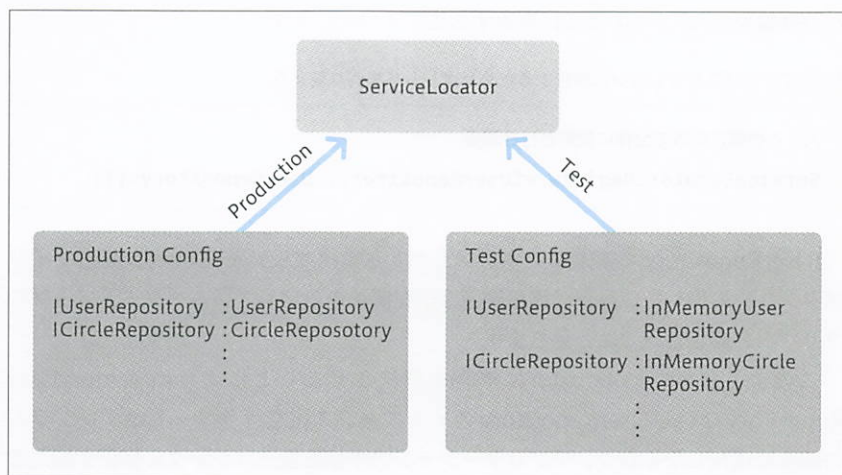 ServiceLocator
Production
Test
Production Config
IUserRepository : UserRepository
ICircleRepository : CircleReposotory
:
:
Test Config
IUserRepository : InMemoryUser
Repository
ICircleRepository : InMemoryCircle
Repository
:
: